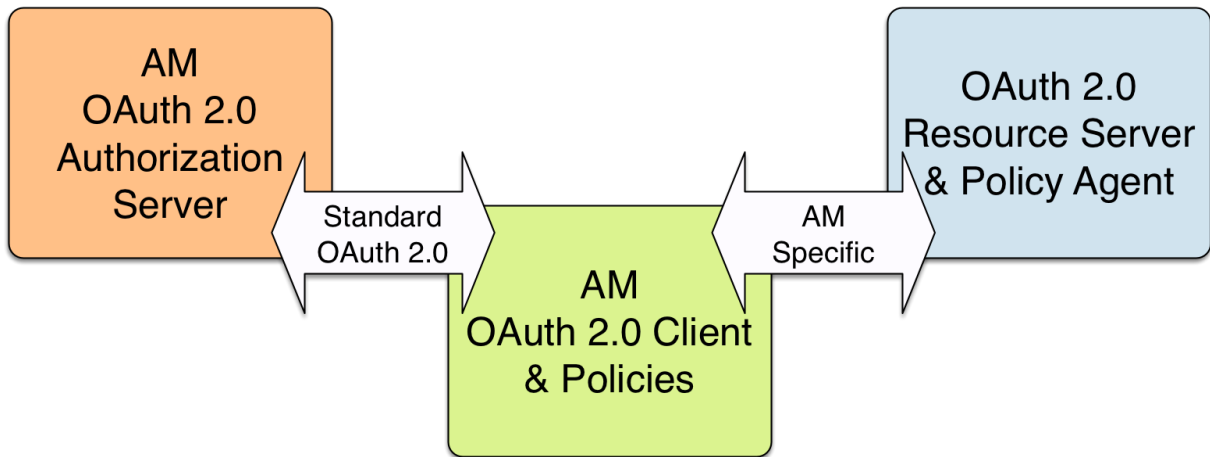 AM
OAuth 2.0
Authorization
Server
Standard
OAuth 2.0
AM
OAuth 2.0 Client
& Policies
AM
Specific
OAuth 2.0
Resource Server
& Policy Agent